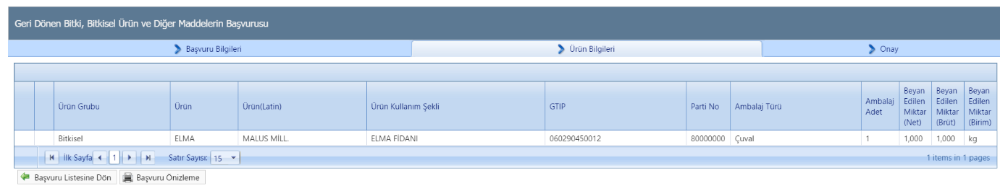 Geri Dönen Bitki, Bitkisel Ürün ve Diğer Maddelerin Başvurusu
Başvuru Bilgileri Ürün Bilgileri Onay
Ürün Grubu Ürün Ürün(Latin) Ürün Kullanım Şekli GTIP Parti No Ambalaj Türü Ambalaj Adet Beyan Edilen Miktar (Net) Beyan Edilen Miktar (Brüt) Beyan Edilen Miktar (Birim)
Bitkisel ELMA MALUS MİLL. ELMA FİDANI 060290450012 80000000 Çuval 1 1,000 1,000 kg
İlk Sayfa 1 Satır Sayısı: 15 1 items in 1 pages
Başvuru Listesine Dön Başvuru Önizleme